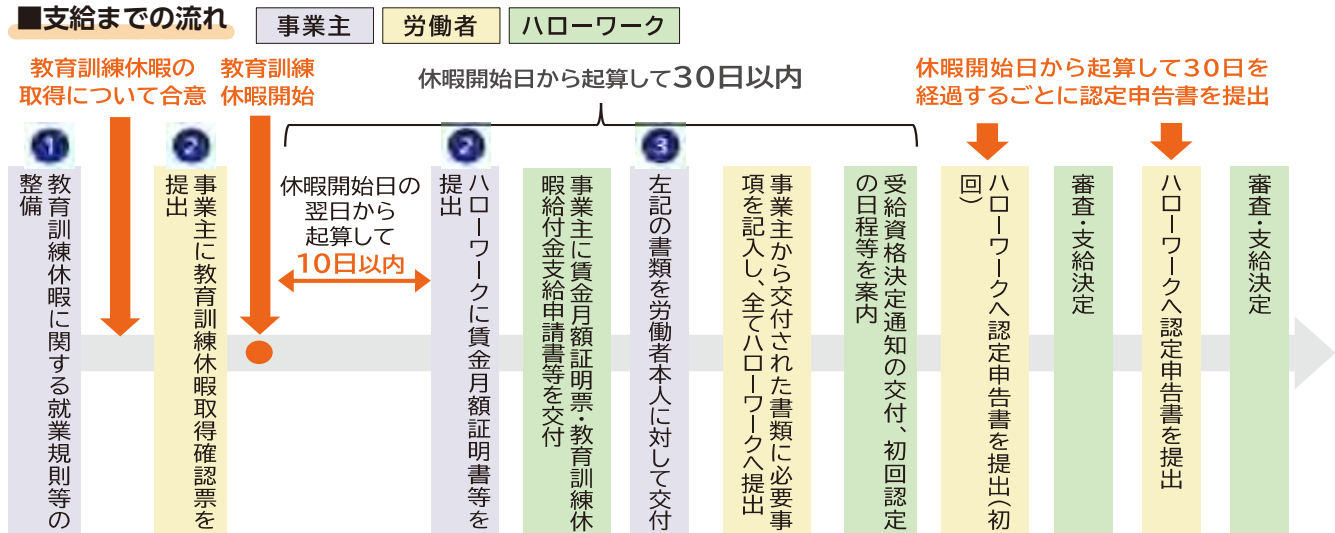 ■支給までの流れ
事業主
労働者
ハローワーク
教育訓練休暇の
取得について合意
教育訓練
休暇開始
休暇開始日から起算して30日以内
休暇開始日から起算して30日を
経過するごとに認定申告書を提出
①
教育訓練休暇に関する就業規則等の
整備
②
事業主に教育訓練休暇取得確認票を
提出
休暇開始日の
翌日から
起算して
10日以内
②
ハローワークに賃金月額証明書等を
提出
事業主に賃金月額証明票・教育訓練休
暇給付金支給申請書等を交付
③
左記の書類を労働者本人に対して交付
事業主から交付された書類に必要事
項を記入し、全てハローワークへ提出
受給資格決定通知の交付、初回認定
の日程等を案内
ハローワークへ認定申告書を提出(初
回)
審査・支給決定
ハローワークへ認定申告書を提出
審査・支給決定